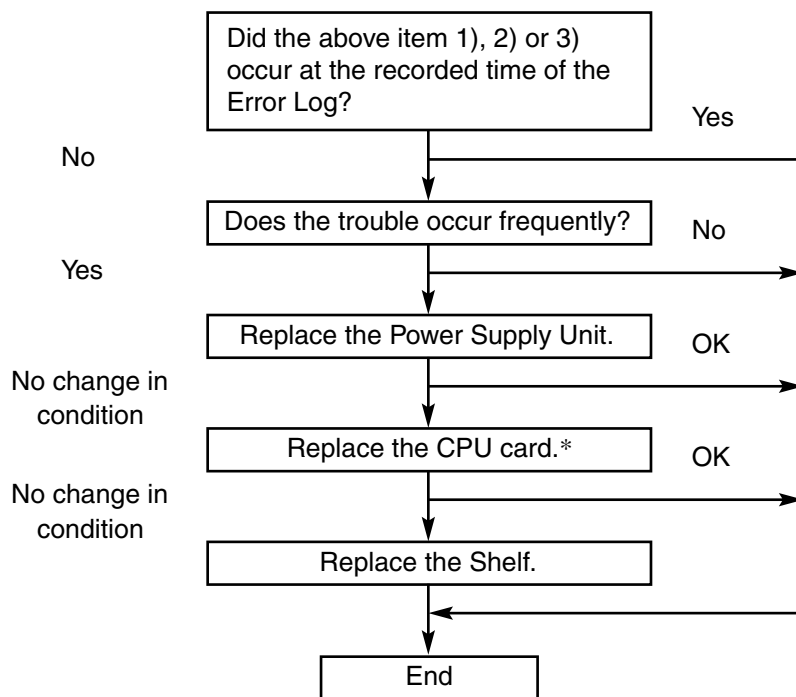 Did the above item 1), 2) or 3)
occur at the recorded time of the
Error Log?
Yes
No
Does the trouble occur frequently?
No
Yes
Replace the Power Supply Unit.
OK
No change in
condition
Replace the CPU card.*
OK
No change in
condition
Replace the Shelf.
End